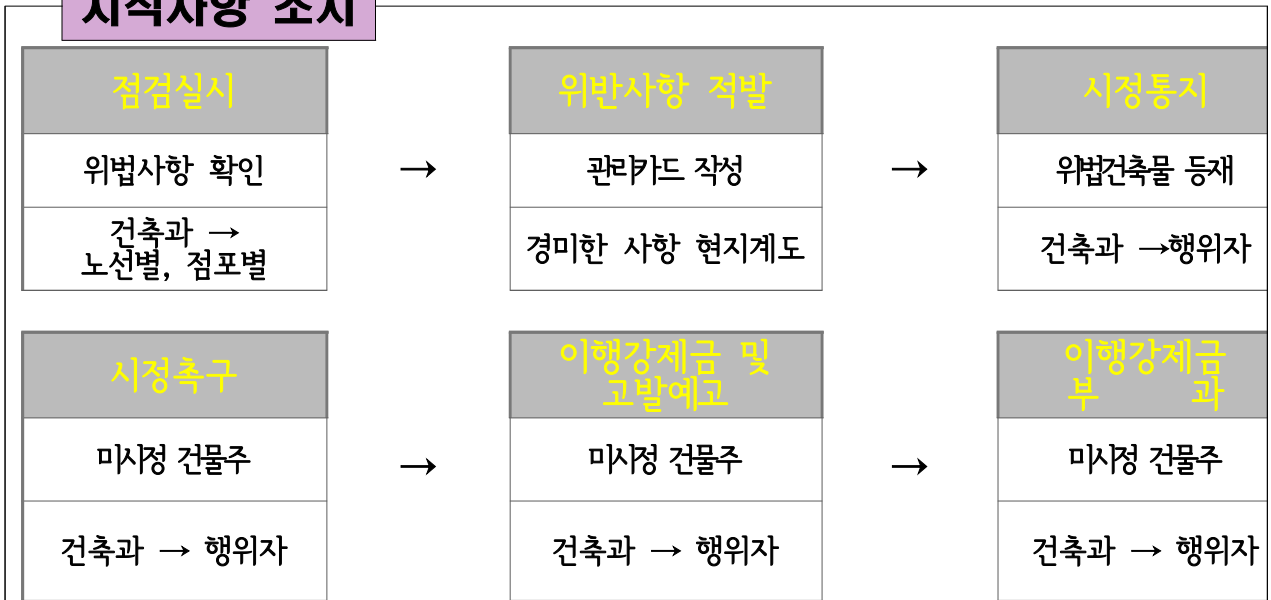 지적사항 조치
점검실시
위법사항 확인
건축과 →
노선별, 점포별
→
위반사항 적발
관리카드 작성
경미한 사항 현지계도
→
시정통지
위법건축물 등재
건축과 →행위자
시정촉구
미시정 건물주
건축과 → 행위자
→
이행강제금 및
고발예고
미시정 건물주
건축과 → 행위자
→
이행강제금
부 과
미시정 건물주
건축과 → 행위자